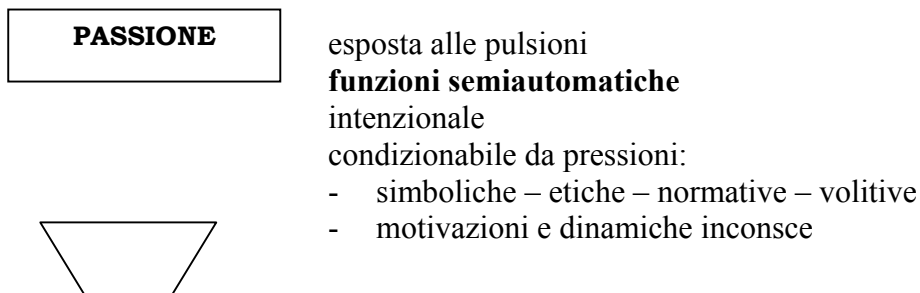 PASSIONE
esposta alle pulsioni
funzioni semiautomatiche
intenzionale
condizionabile da pressioni:
- simboliche – etiche – normative – volitive
- motivazioni e dinamiche inconsce